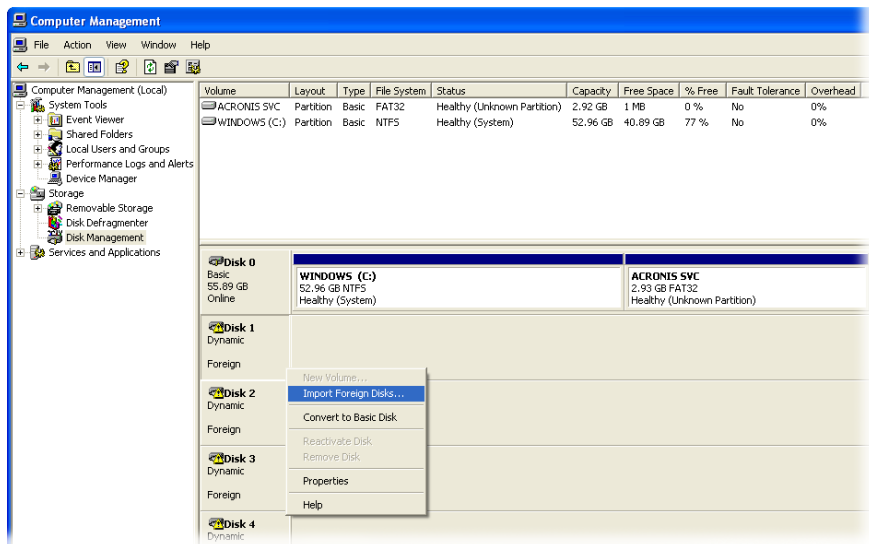 Computer Management
File Action View Window Help
Computer Management (Local)
System Tools
Event Viewer
Shared Folders
Local Users and Groups
Performance Logs and Alerts
Device Manager
Storage
Removable Storage
Disk Defragmenter
Disk Management
Services and Applications
Volume Layout Type File System Status Capacity Free Space % Free Fault Tolerance Overhead
ACRONIS SVC Partition Basic FAT32 Healthy (Unknown Partition) 2.92 GB 1 MB 0 % No 0%
WINDOWS (C:) Partition Basic NTFS Healthy (System) 52.96 GB 40.89 GB 77 % No 0%
Disk 0
Basic
55.89 GB
Online
WINDOWS (C:)
52.96 GB NTFS
Healthy (System)
ACRONIS SVC
2.93 GB FAT32
Healthy (Unknown Partition)
Disk 1
Dynamic
Foreign
Disk 2
Dynamic
Foreign
Disk 3
Dynamic
Foreign
Disk 4
Dynamic
New Volume...
Import Foreign Disks...
Convert to Basic Disk
Reactivate Disk
Remove Disk
Properties
Help